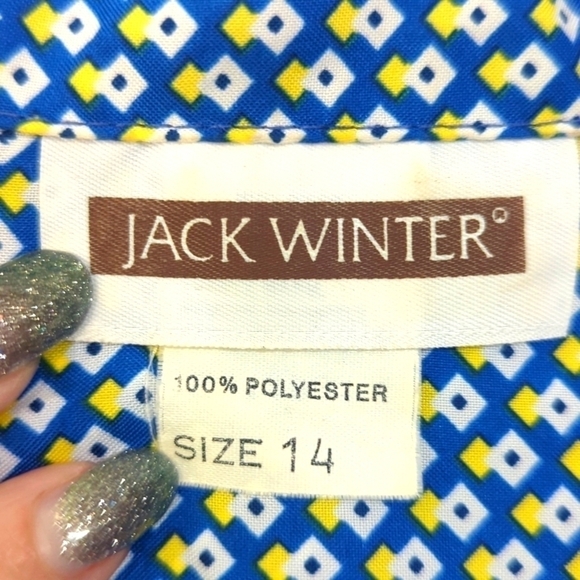 JACK WINTER®
100% POLYESTER
SIZE 14